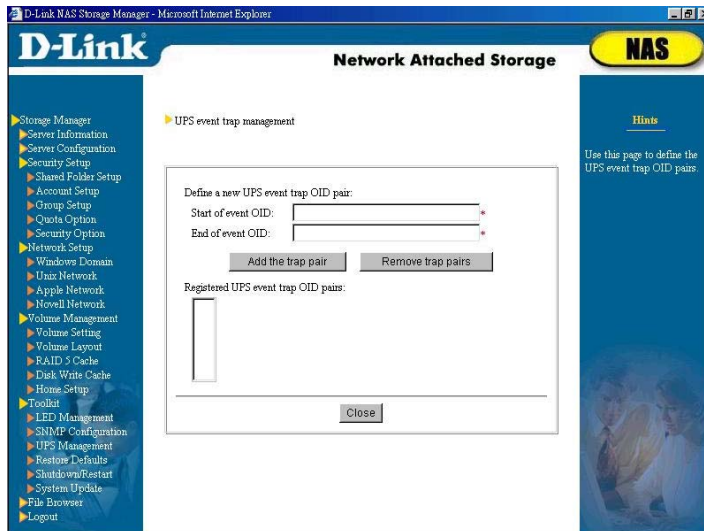 D-Link NAS Storage Manager - Microsoft Internet Explorer
D-Link
Network Attached Storage
NAS
Storage Manager
Server Information
Server Configuration
Security Setup
Shared Folder Setup
Account Setup
Group Setup
Quota Option
Security Option
Network Setup
Windows Domain
Unix Network
Apple Network
Novell Network
Volume Management
Volume Setting
Volume Layout
RAID 5 Cache
Disk Write Cache
Home Setup
Toolkit
LED Management
SNMP Configuration
UPS Management
Restore Defaults
Shutdown/Restart
System Update
File Browser
Logout
UPS event trap management
Define a new UPS event trap OID pair:
Start of event OID: *
End of event OID: *
Add the trap pair Remove trap pairs
Registered UPS event trap OID pairs:
Close
Hints
Use this page to define the
UPS event trap OID pairs.